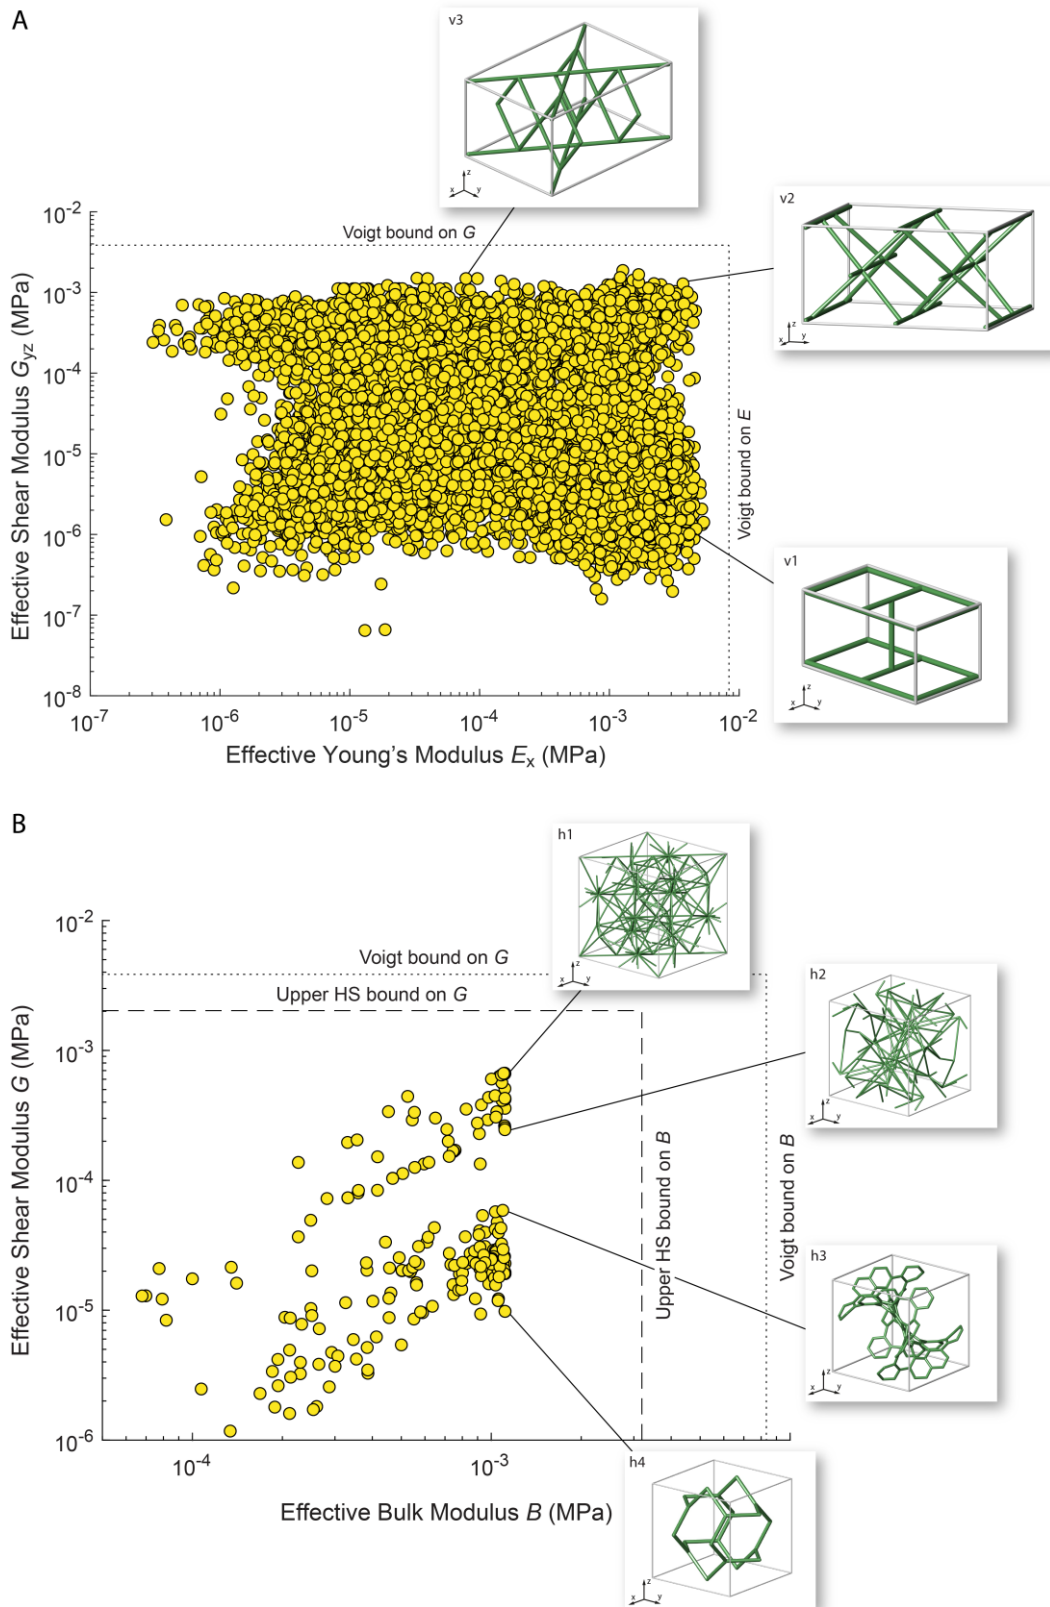 A
v3
z
x y
v2
z
x y
10⁻²
Voigt bound on G
10⁻³
10⁻⁴
10⁻⁵
10⁻⁶
10⁻⁷
10⁻⁸
Effective Shear Modulus Gyz (MPa)
Voigt bound on E
v1
z
x y
10⁻⁷ 10⁻⁶ 10⁻⁵ 10⁻⁴ 10⁻³ 10⁻²
Effective Young's Modulus Ex (MPa)
B
h1
z
x y
10⁻²
Voigt bound on G
Upper HS bound on G
10⁻³
10⁻⁴
10⁻⁵
10⁻⁶
Effective Shear Modulus G (MPa)
Upper HS bound on B
Voigt bound on B
h2
z
x y
h3
z
x y
10⁻⁴ 10⁻³
Effective Bulk Modulus B (MPa)
h4
z
x y